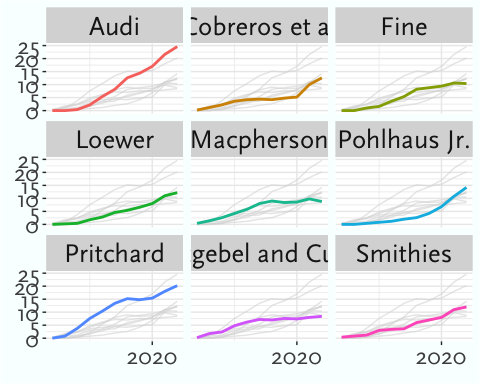 Audi
Cobreros et a
Fine
25
20
15
10
5
0
Loewer
Macpherson
Pohlhaus Jr.
25
20
15
10
5
0
Pritchard
gebel and Cu
Smithies
25
20
15
10
5
0
2020
2020
2020